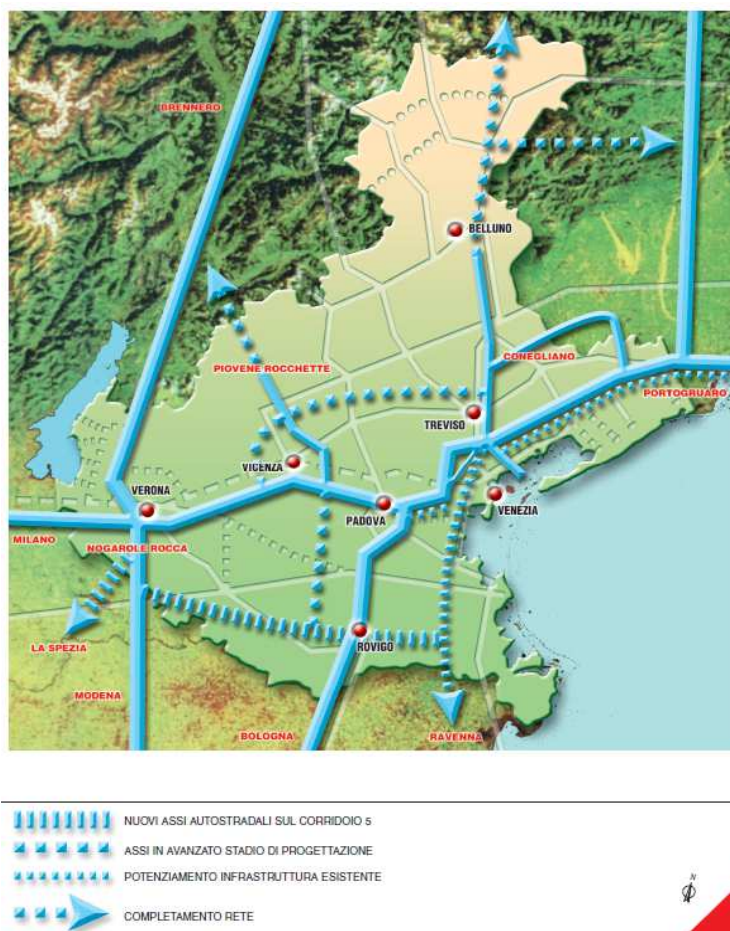 BRENNERO
BELLUNO
PIOVENE ROCCHETTE
CONEGLIANO
PORTOGRUARO
TREVISO
VICENZA
VERONA
PADOVA
VENEZIA
MILANO
NOGAROLE ROCCA
LA SPEZIA
ROVIGO
MODENA
BOLOGNA
RAVENNA
NUOVI ASSI AUTOSTRADALI SUL CORRIDOIO 5
ASSI IN AVANZATO STADIO DI PROGETTAZIONE
POTENZIAMENTO INFRASTRUTTURA ESISTENTE
N
COMPLETAMENTO RETE